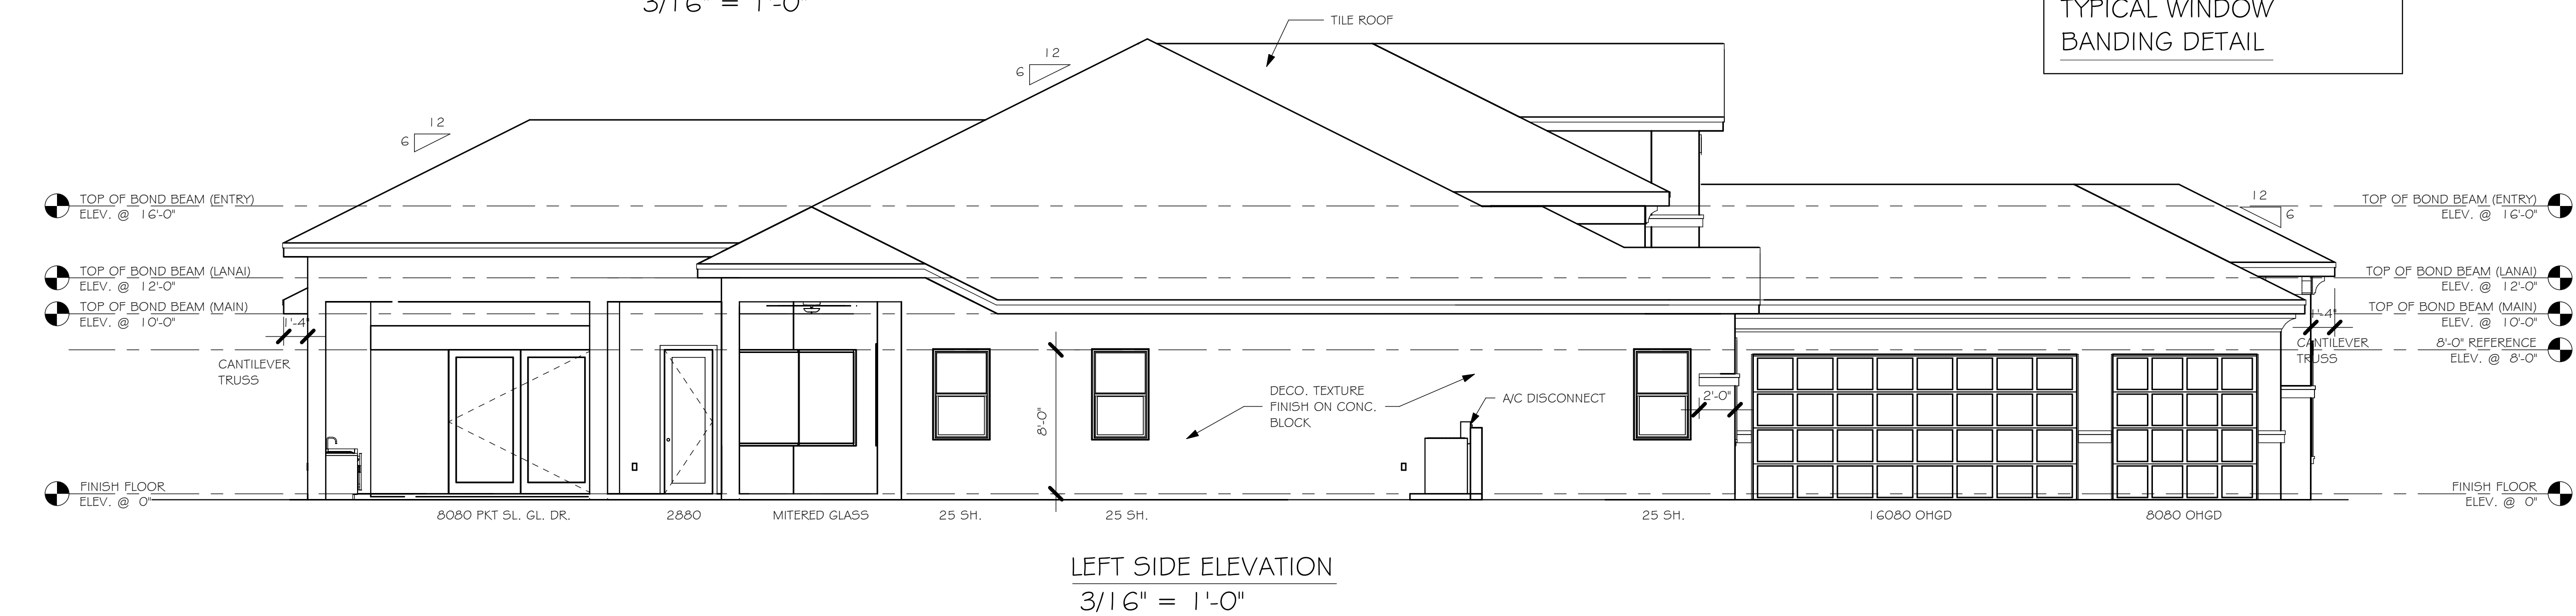 3/16" = 1'-0"
TYPICAL WINDOW
BANDING DETAIL
TILE ROOF
12
6
12
6
12
6
TOP OF BOND BEAM (ENTRY)
ELEV. @ 16'-0"
TOP OF BOND BEAM (LANAI)
ELEV. @ 12'-0"
TOP OF BOND BEAM (MAIN)
ELEV. @ 10'-0"
1'-4"
CANTILEVER
TRUSS
FINISH FLOOR
ELEV. @ 0"
TOP OF BOND BEAM (ENTRY)
ELEV. @ 16'-0"
TOP OF BOND BEAM (LANAI)
ELEV. @ 12'-0"
TOP OF BOND BEAM (MAIN)
ELEV. @ 10'-0"
1'-4"
CANTILEVER
TRUSS
8'-0" REFERENCE
ELEV. @ 8'-0"
FINISH FLOOR
ELEV. @ 0"
8'-0"
DECO. TEXTURE
FINISH ON CONC.
BLOCK
A/C DISCONNECT
2'-0"
8080 PKT SL. GL. DR.
2880
MITERED GLASS
25 SH.
25 SH.
25 SH.
16080 OHGD
8080 OHGD
LEFT SIDE ELEVATION
3/16" = 1'-0"